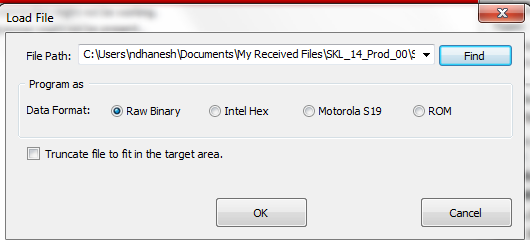 Load File
File Path: C:\Users\ndhanesh\Documents\My Received Files\SKL_14_Prod_00\S Find
Program as
Data Format: Raw Binary Intel Hex Motorola S19 ROM
Truncate file to fit in the target area.
OK Cancel